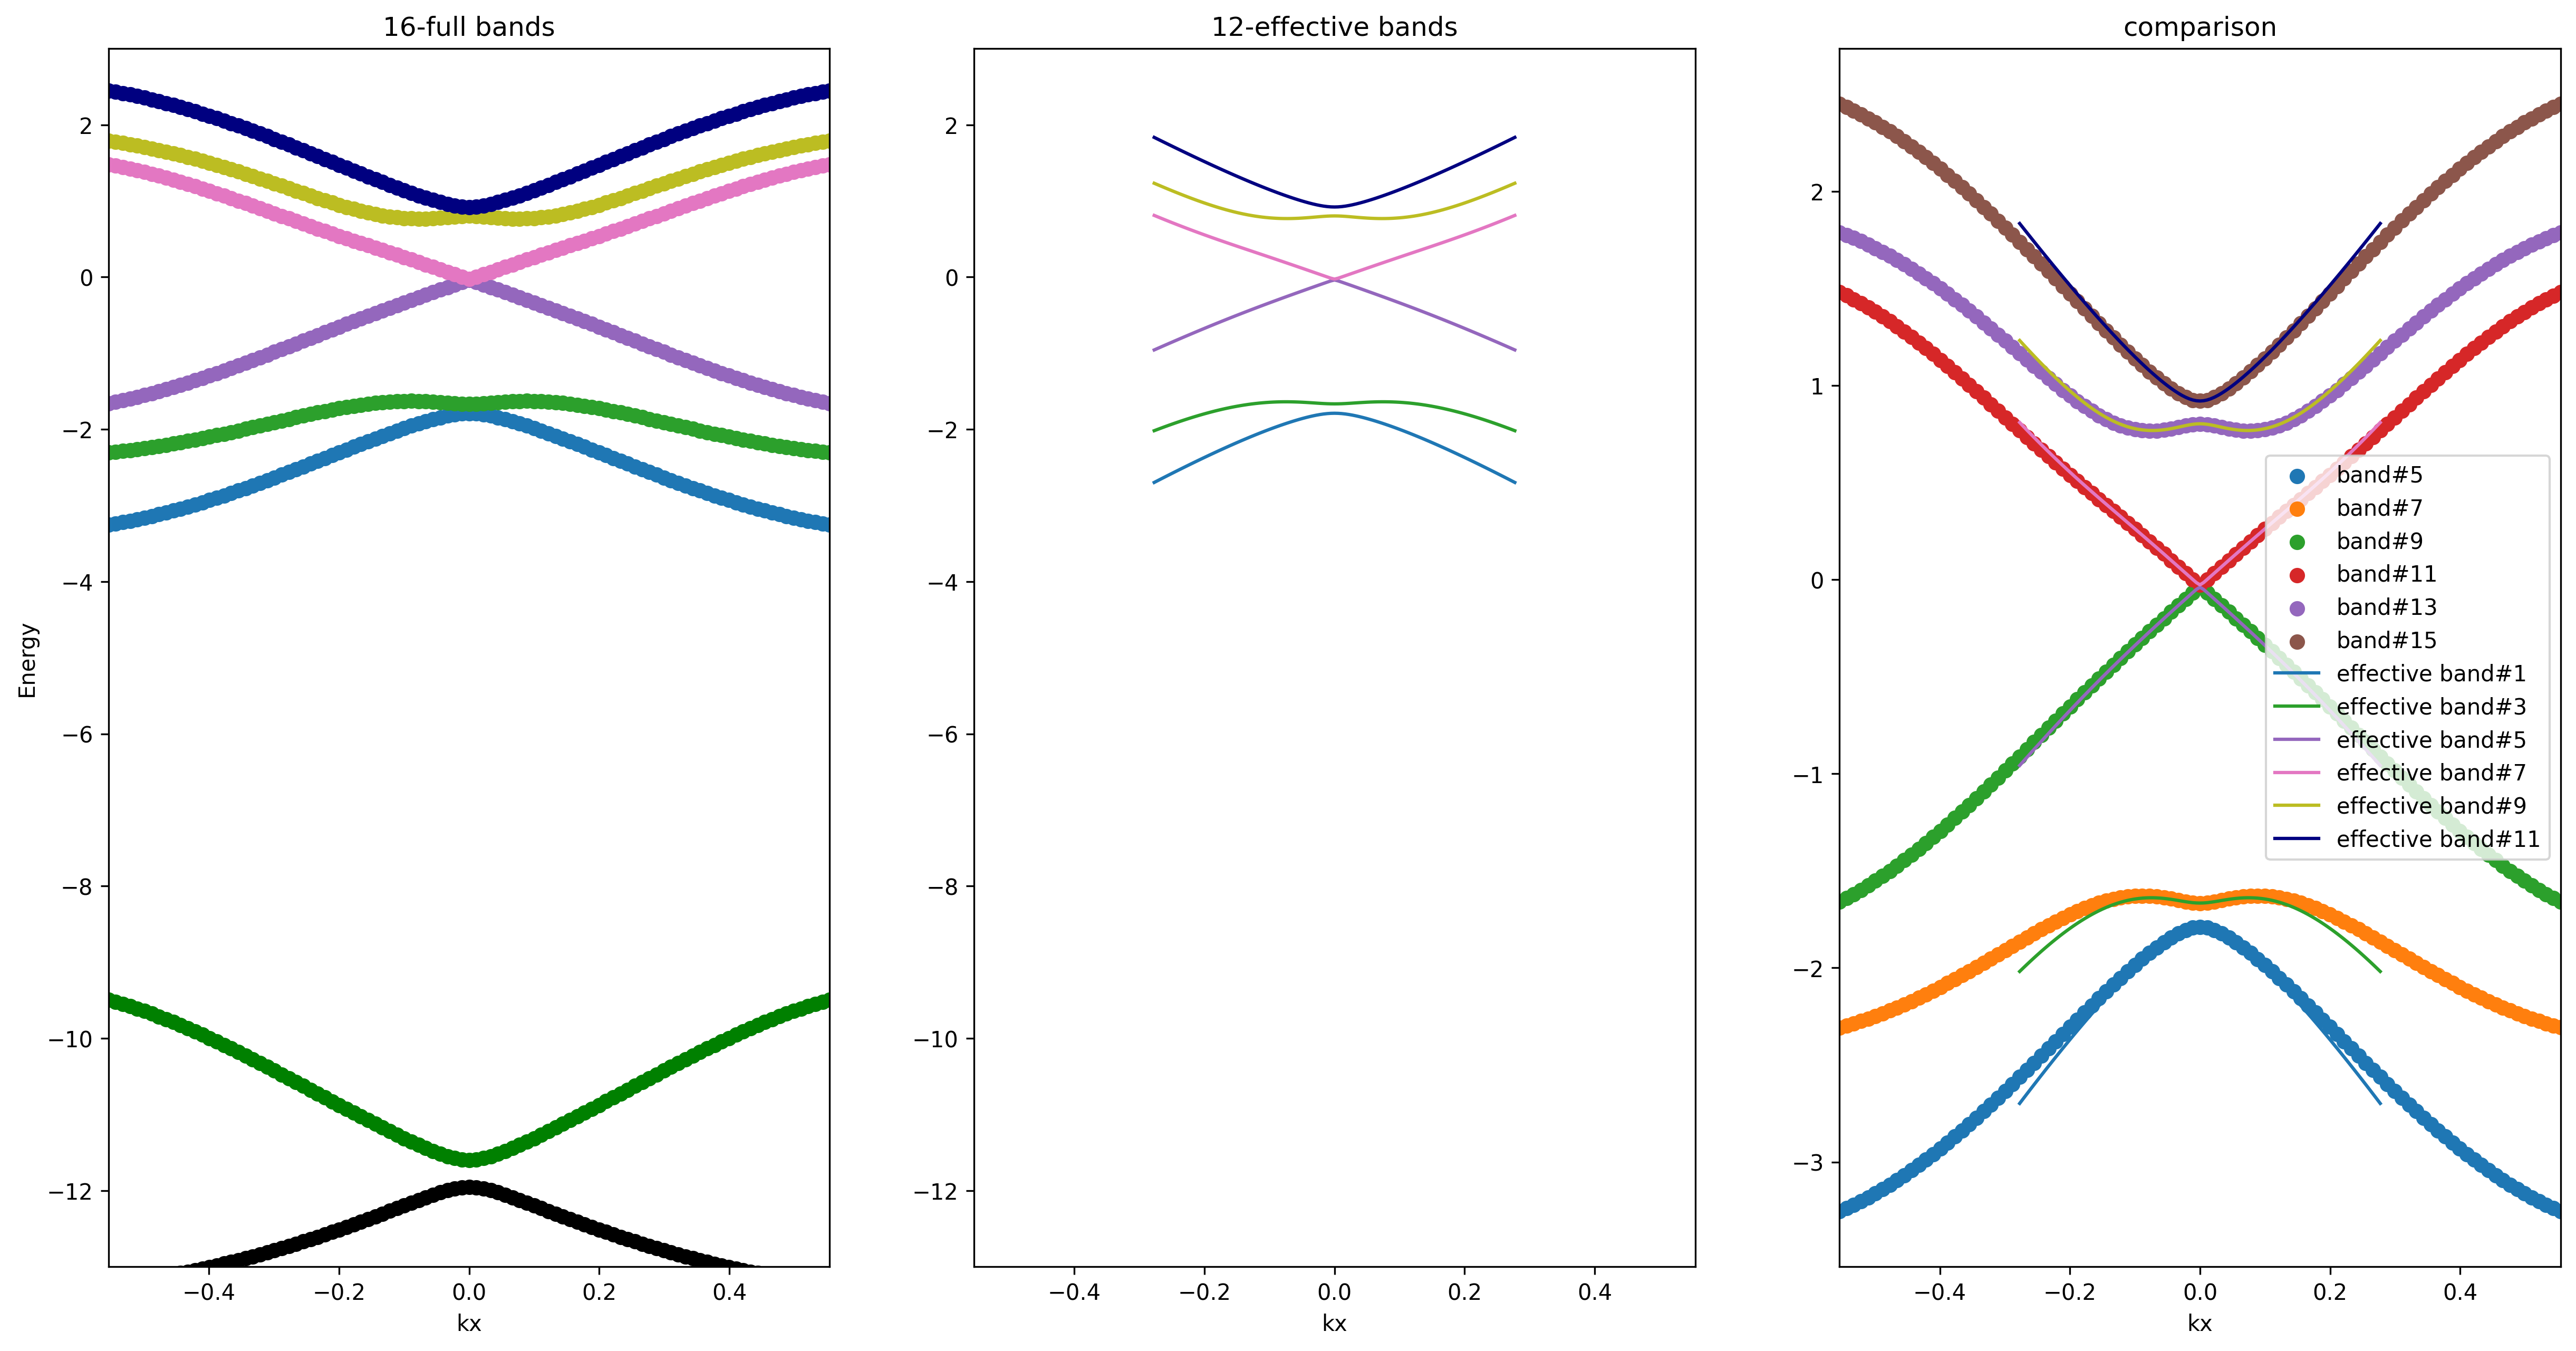 16-full bands
12-effective bands
comparison
2
0
−2
−4
−6
−8
−10
−12
Energy
−0.4 −0.2 0.0 0.2 0.4
kx
2
0
−2
−4
−6
−8
−10
−12
−0.4 −0.2 0.0 0.2 0.4
kx
2
1
0
−1
−2
−3
−0.4 −0.2 0.0 0.2 0.4
kx
band#5
band#7
band#9
band#11
band#13
band#15
effective band#1
effective band#3
effective band#5
effective band#7
effective band#9
effective band#11